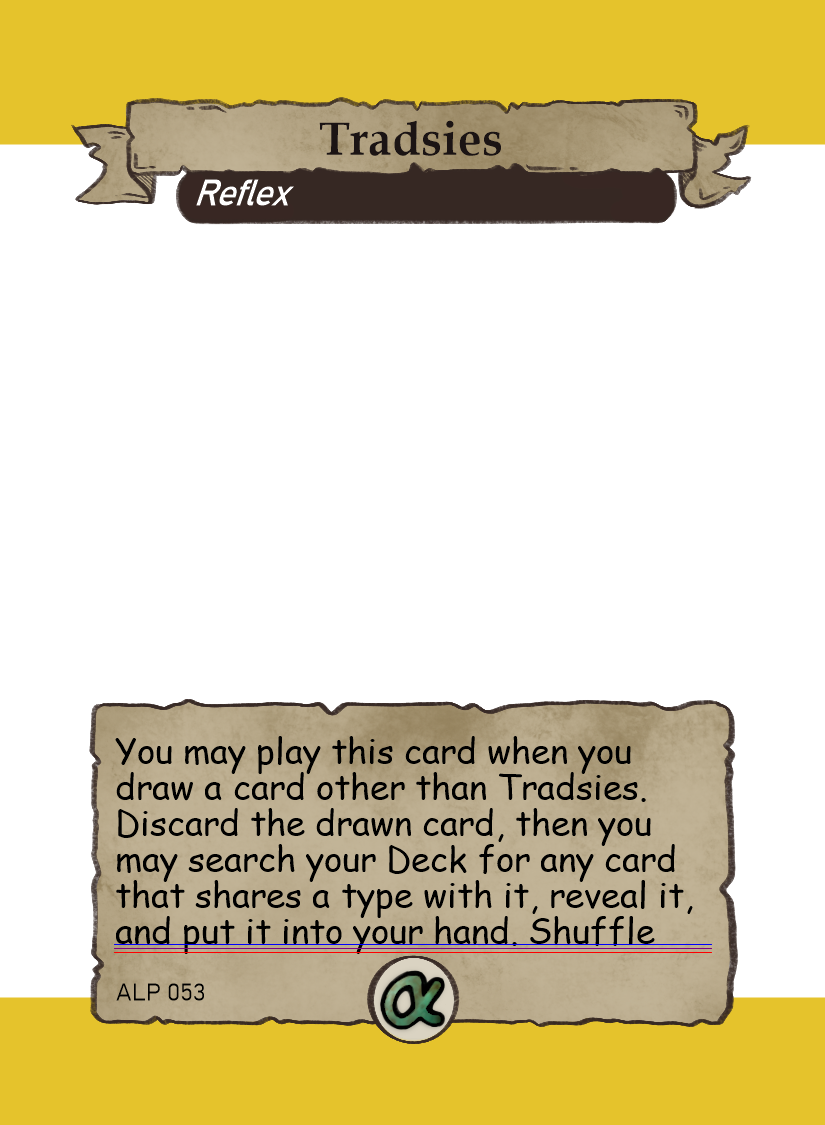 Tradsies
Reflex
You may play this card when you
draw a card other than Tradsies.
Discard the drawn card, then you
may search your Deck for any card
that shares a type with it, reveal it,
and put it into your hand. Shuffle
ALP 053
α